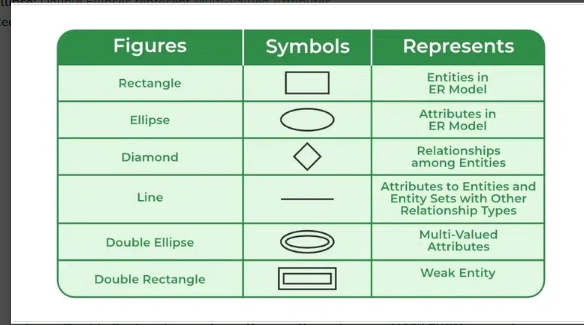 Figures Symbols Represents
Rectangle
Entities in
ER Model
Ellipse
Attributes in
ER Model
Diamond
Relationships
among Entities
Line
Attributes to Entities and
Entity Sets with Other
Relationship Types
Double Ellipse
Multi-Valued
Attributes
Double Rectangle
Weak Entity